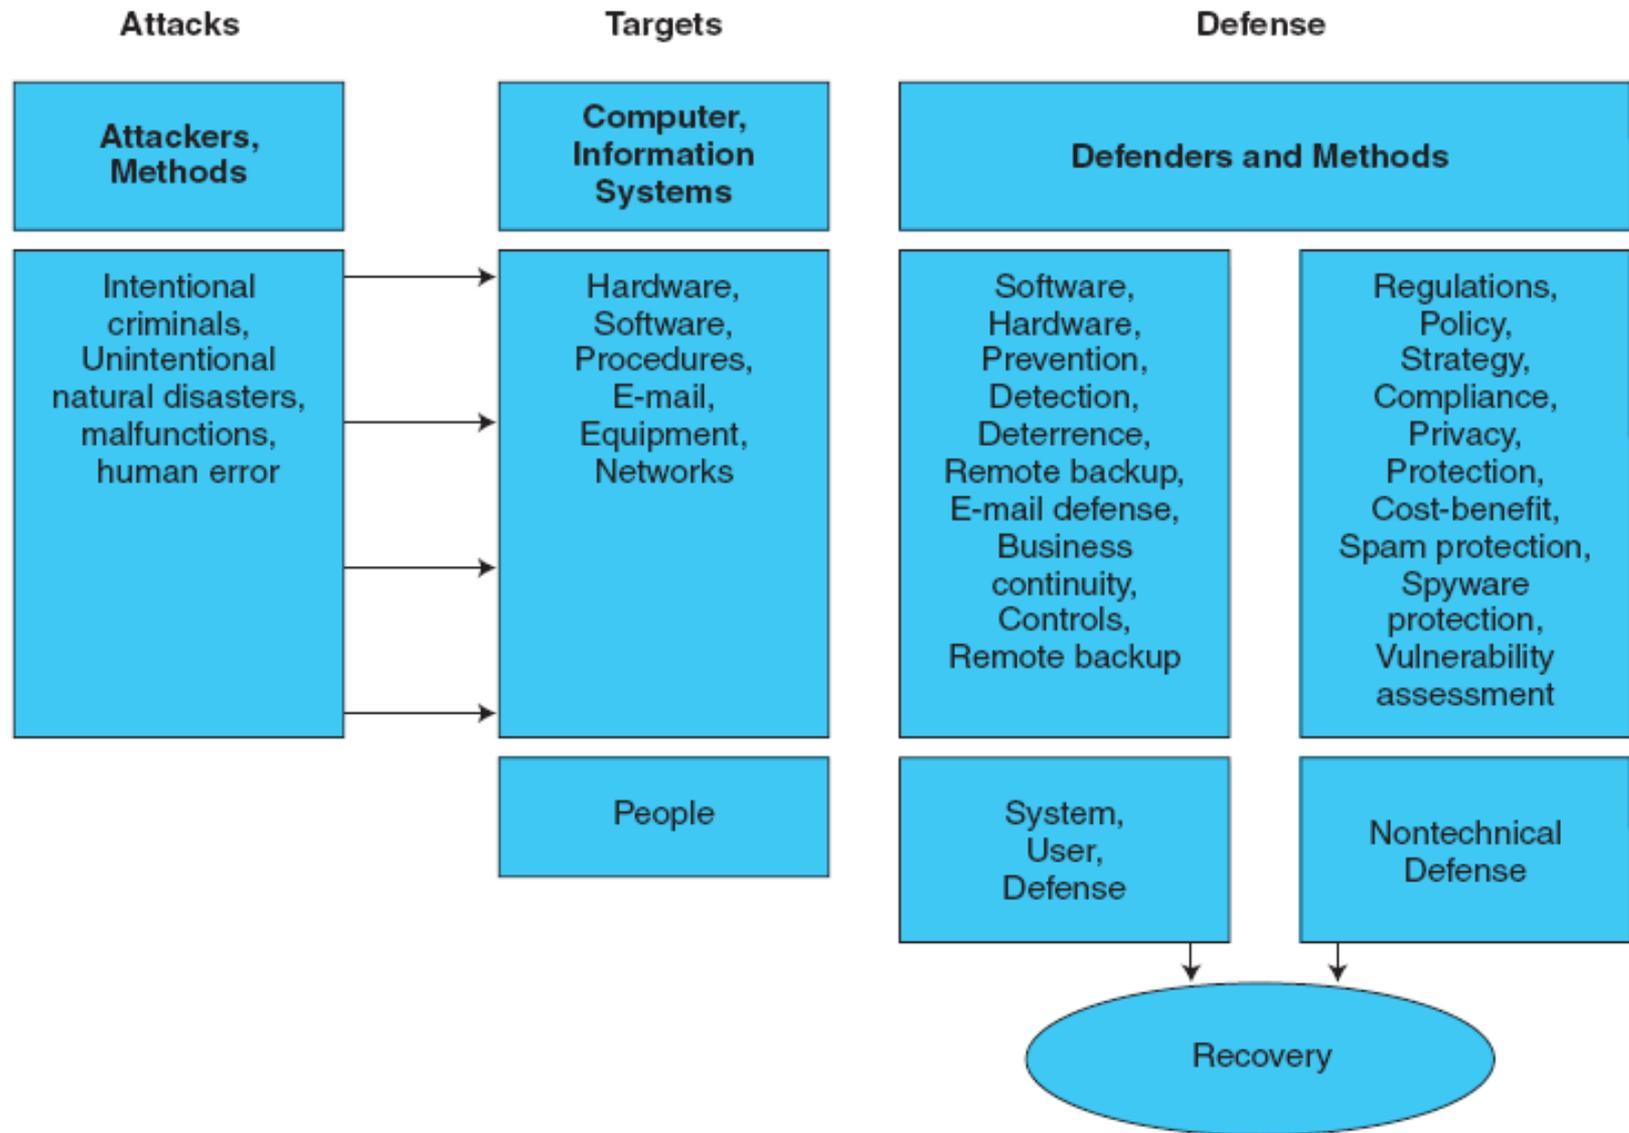 Attacks
Targets
Defense
Attackers,
Methods
Computer,
Information
Systems
Defenders and Methods
Intentional
criminals,
Unintentional
natural disasters,
malfunctions,
human error
Hardware,
Software,
Procedures,
E-mail,
Equipment,
Networks
Software,
Hardware,
Prevention,
Detection,
Deterrence,
Remote backup,
E-mail defense,
Business
continuity,
Controls,
Remote backup
Regulations,
Policy,
Strategy,
Compliance,
Privacy,
Protection,
Cost-benefit,
Spam protection,
Spyware
protection,
Vulnerability
assessment
People
System,
User,
Defense
Nontechnical
Defense
Recovery